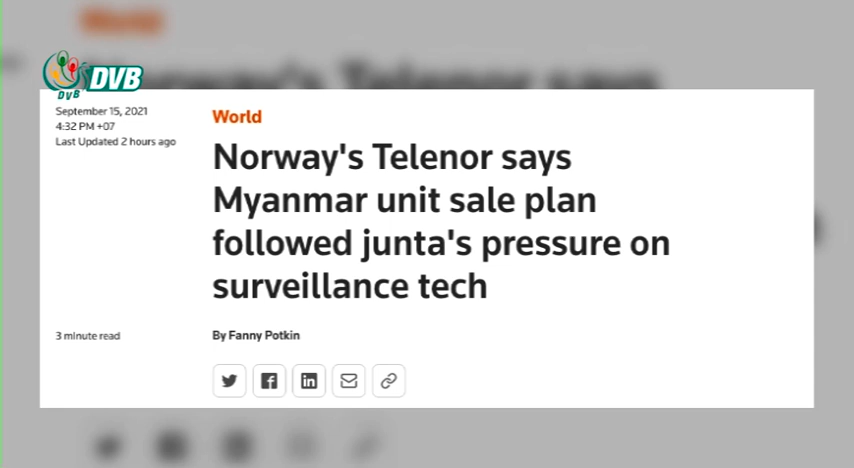 DVB
DVB
September 15, 2021
4:32 PM +07
Last Updated 2 hours ago
World
Norway's Telenor says
Myanmar unit sale plan
followed junta's pressure on
surveillance tech
3 minute read
By Fanny Potkin